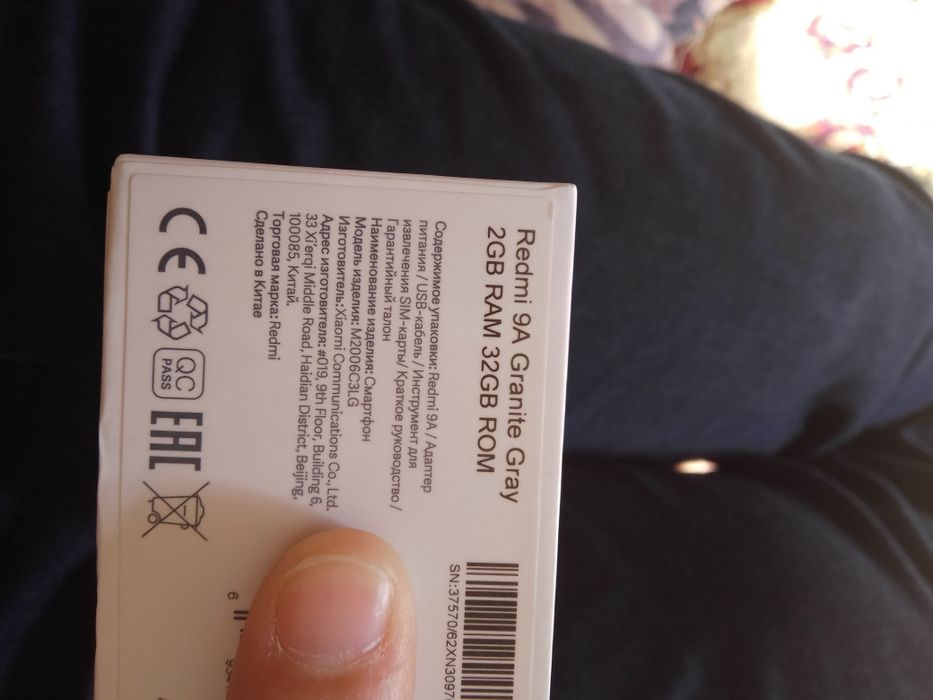 Redmi 9A Granite Gray
2GB RAM 32GB ROM
Содержимое упаковки: Redmi 9A / Адаптер
питания / USB-кабель / Инструмент для
извлечения SIM-карты/ Краткое руководство /
Гарантийный талон
Наименование изделия: Смартфон
Модель изделия: M2006C3LG
Изготовитель:Xiaomi Communications Co., Ltd.
Адрес изготовителя: #019, 9th Floor, Building 6,
33 Xi'erqi Middle Road, Haidian District, Beijing,
100085, Китай.
Торговая марка: Redmi
Сделано в Китае
CE
QC
PASS
EAC
SN:37570/62XN3097
6